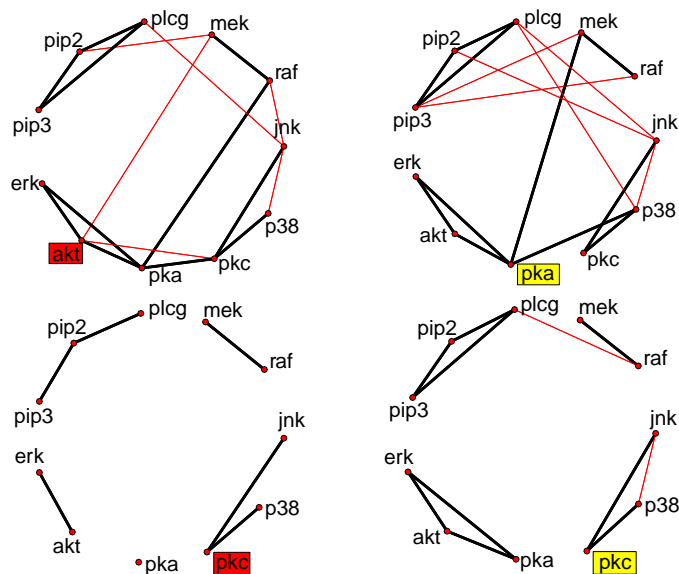 plcg
mek
pip2
raf
pip3
jnk
erk
p38
akt
pka
pkc
plcg
mek
pip2
raf
pip3
jnk
erk
p38
akt
pkc
pka
plcg
mek
pip2
raf
pip3
jnk
erk
p38
akt
pka
pkc
plcg
mek
pip2
raf
pip3
jnk
erk
p38
akt
pka
pkc